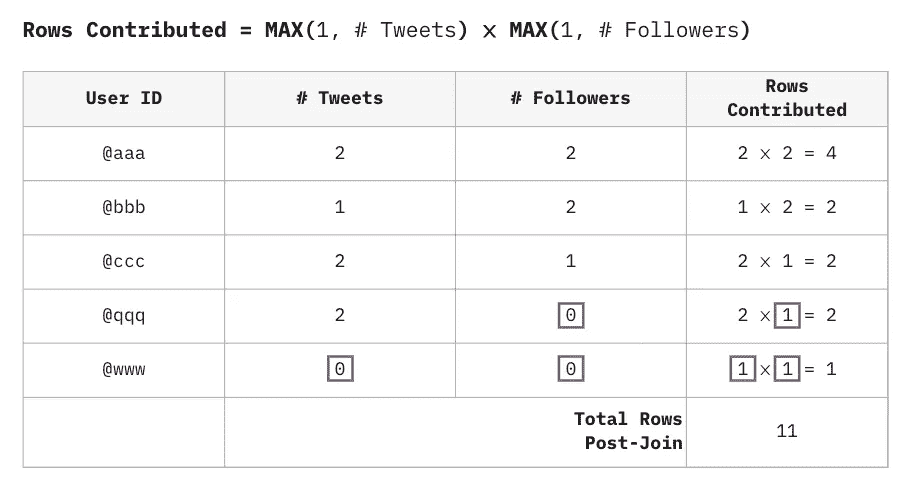 Rows Contributed = MAX(1, # Tweets) x MAX(1, # Followers)
User ID # Tweets # Followers Rows Contributed
@aaa 2 2 2 x 2 = 4
@bbb 1 2 1 x 2 = 2
@ccc 2 1 2 x 1 = 2
@qqq 2 0 2 x 1 = 2
@www 0 0 1 x 1 = 1
Total Rows
Post-Join 11